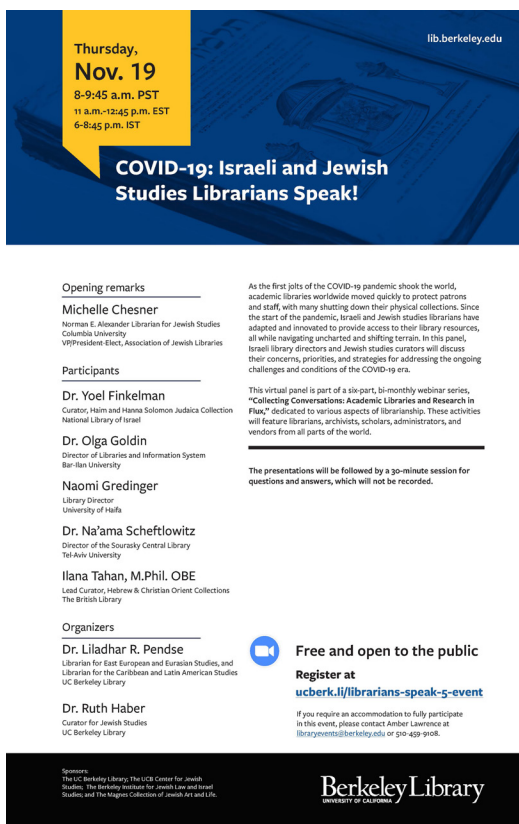 lib.berkeley.edu
Thursday,
Nov. 19
8-9:45 a.m. PST
11 a.m.-12:45 p.m. EST
6-8:45 p.m. IST
COVID-19: Israeli and Jewish
Studies Librarians Speak!
Opening remarks
Michelle Chesner
Norman E. Alexander Librarian for Jewish Studies
Columbia University
VP/President-Elect, Association of Jewish Libraries
Participants
Dr. Yoel Finkelman
Curator, Haim and Hanna Solomon Judaica Collection
National Library of Israel
Dr. Olga Goldin
Director of Libraries and Information System
Bar-Ilan University
Naomi Gredinger
Library Director
University of Haifa
Dr. Na'ama Scheftlowitz
Director of the Sourasky Central Library
Tel-Aviv University
Ilana Tahan, M.Phil. OBE
Lead Curator, Hebrew & Christian Orient Collections
The British Library
Organizers
Dr. Liladhar R. Pendse
Librarian for East European and Eurasian Studies, and
Librarian for the Caribbean and Latin American Studies
UC Berkeley Library
Dr. Ruth Haber
Curator for Jewish Studies
UC Berkeley Library
As the first jolts of the COVID-19 pandemic shook the world,
academic libraries worldwide moved quickly to protect patrons
and staff, with many shutting down their physical collections. Since
the start of the pandemic, Israeli and Jewish studies librarians have
adapted and innovated to provide access to their library resources,
all while navigating uncharted and shifting terrain. In this panel,
Israeli library directors and Jewish studies curators will discuss
their concerns, priorities, and strategies for addressing the ongoing
challenges and conditions of the COVID-19 era.
This virtual panel is part of a six-part, bi-monthly webinar series,
"Collecting Conversations: Academic Libraries and Research in
Flux," dedicated to various aspects of librarianship. These activities
will feature librarians, archivists, scholars, administrators, and
vendors from all parts of the world.
The presentations will be followed by a 30-minute session for
questions and answers, which will not be recorded.
Free and open to the public
Register at
ucberk.li/librarians-speak-5-event
If you require an accommodation to fully participate
in this event, please contact Amber Lawrence at
libraryevents@berkeley.edu or 510-459-9108.
Sponsors:
The UC Berkeley Library; The UCB Center for Jewish
Studies; The Berkeley Institute for Jewish Law and Israel
Studies; and The Magnes Collection of Jewish Art and Life.
Berkeley Library
UNIVERSITY OF CALIFORNIA